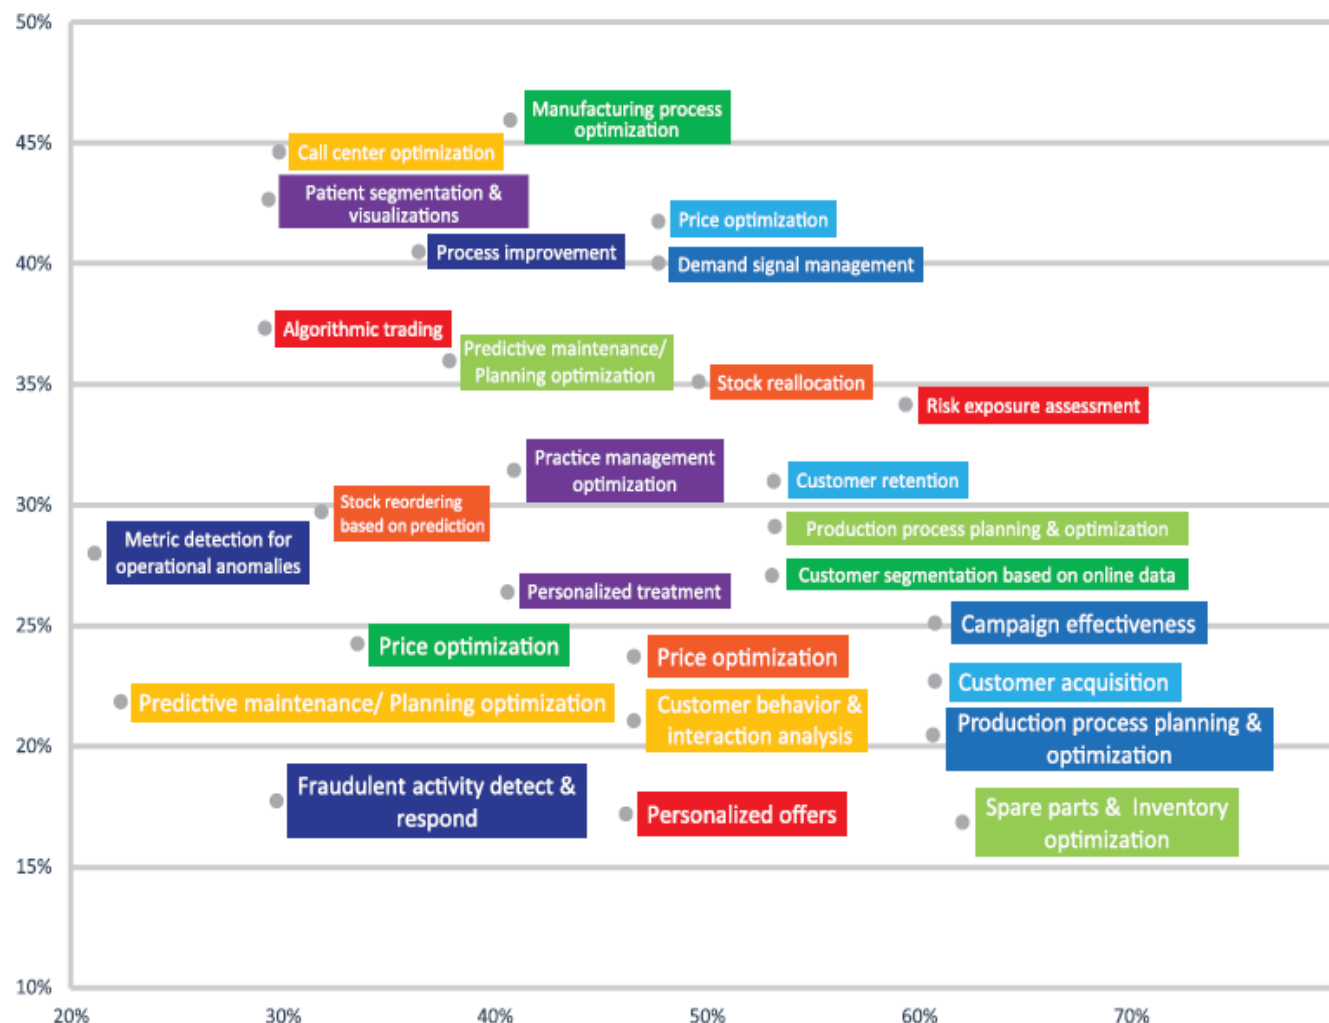 50%
Manufacturing process
optimization
45%
Call center optimization
Patient segmentation &
visualizations
Price optimization
Process improvement
40%
Demand signal management
Algorithmic trading
Predictive maintenance/
Planning optimization
35%
Stock reallocation
Risk exposure assessment
Practice management
optimization
Customer retention
30%
Stock reordering
based on prediction
Production process planning & optimization
Metric detection for
operational anomalies
Customer segmentation based on online data
Personalized treatment
25%
Campaign effectiveness
Price optimization
Price optimization
Customer acquisition
Predictive maintenance/ Planning optimization
Customer behavior &
interaction analysis
Production process planning &
optimization
20%
Fraudulent activity detect &
respond
Personalized offers
Spare parts & Inventory
optimization
15%
10%
20%
30%
40%
50%
60%
70%